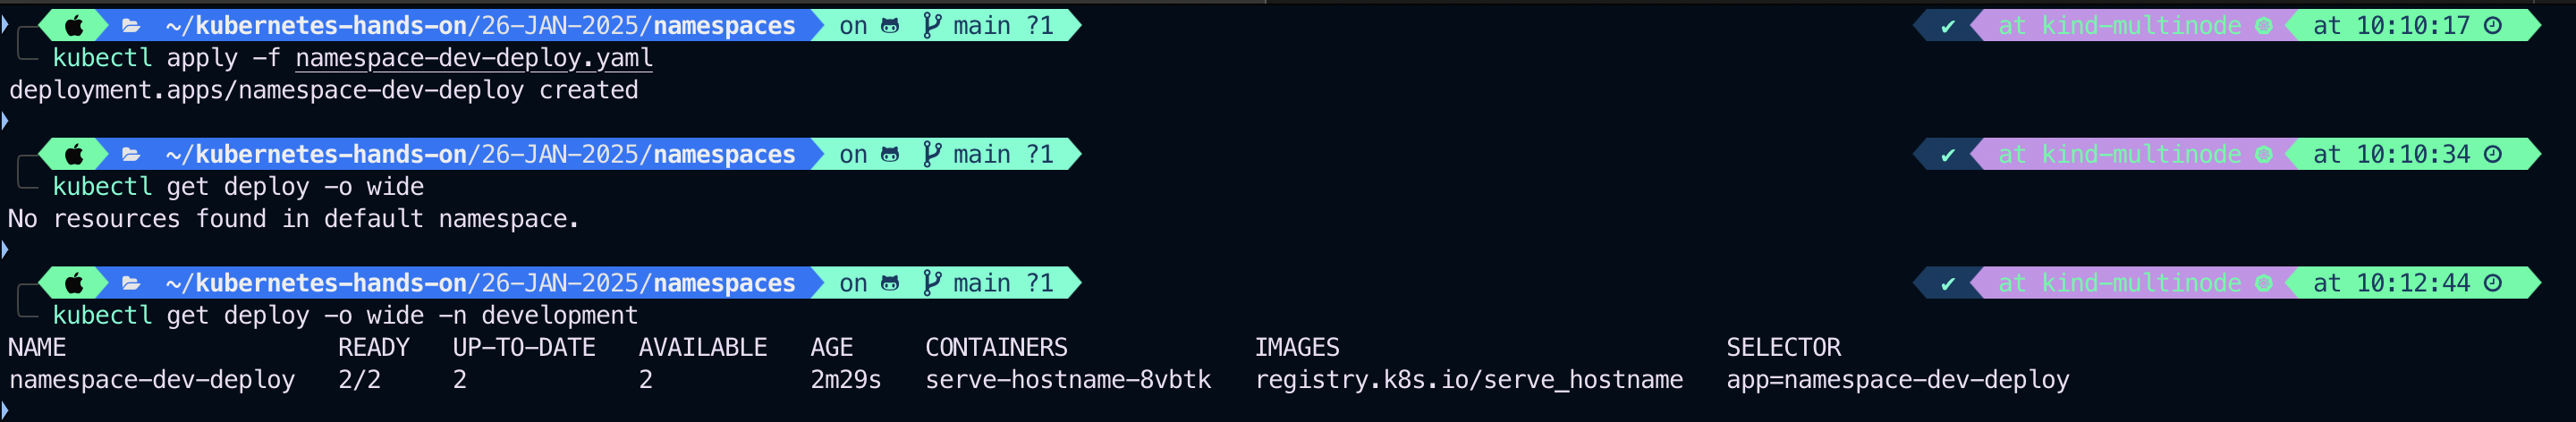 ~/kubernetes-hands-on/26-JAN-2025/namespaces on main ?1 ✔ at kind-multinode at 10:10:17
kubectl apply -f namespace-dev-deploy.yaml
deployment.apps/namespace-dev-deploy created
~/kubernetes-hands-on/26-JAN-2025/namespaces on main ?1 ✔ at kind-multinode at 10:10:34
kubectl get deploy -o wide
No resources found in default namespace.
~/kubernetes-hands-on/26-JAN-2025/namespaces on main ?1 ✔ at kind-multinode at 10:12:44
kubectl get deploy -o wide -n development
NAME READY UP-TO-DATE AVAILABLE AGE CONTAINERS IMAGES SELECTOR
namespace-dev-deploy 2/2 2 2 2m29s serve-hostname-8vbtk registry.k8s.io/serve_hostname app=namespace-dev-deploy